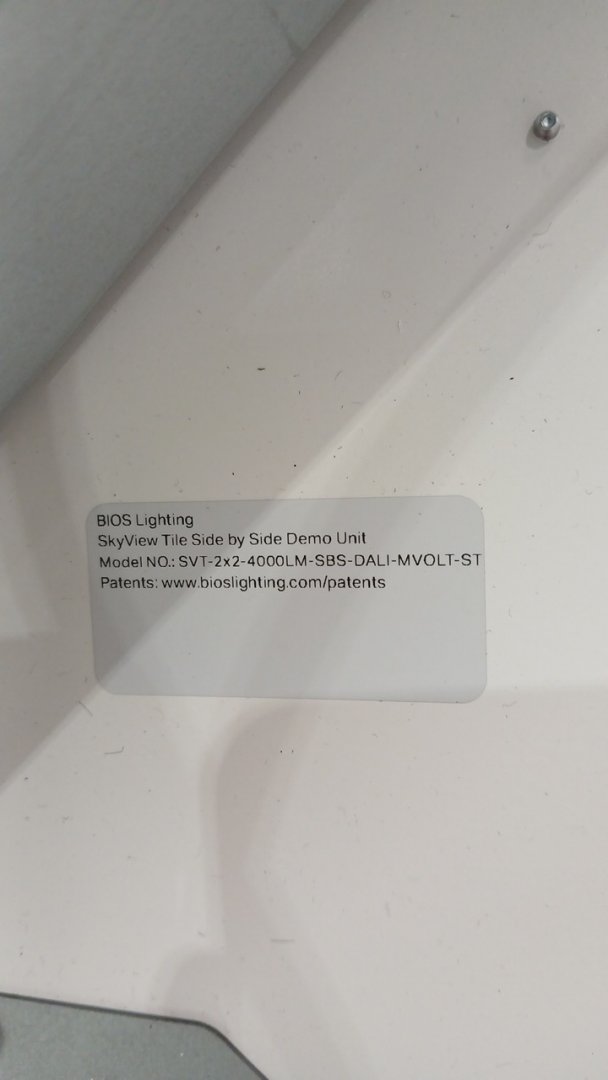 BIOS Lighting
SkyView Tile Side by Side Demo Unit
Model NO.: SVT-2x2-4000LM-SBS-DALI-MVOLT-ST
Patents: www.bioslighting.com/patents